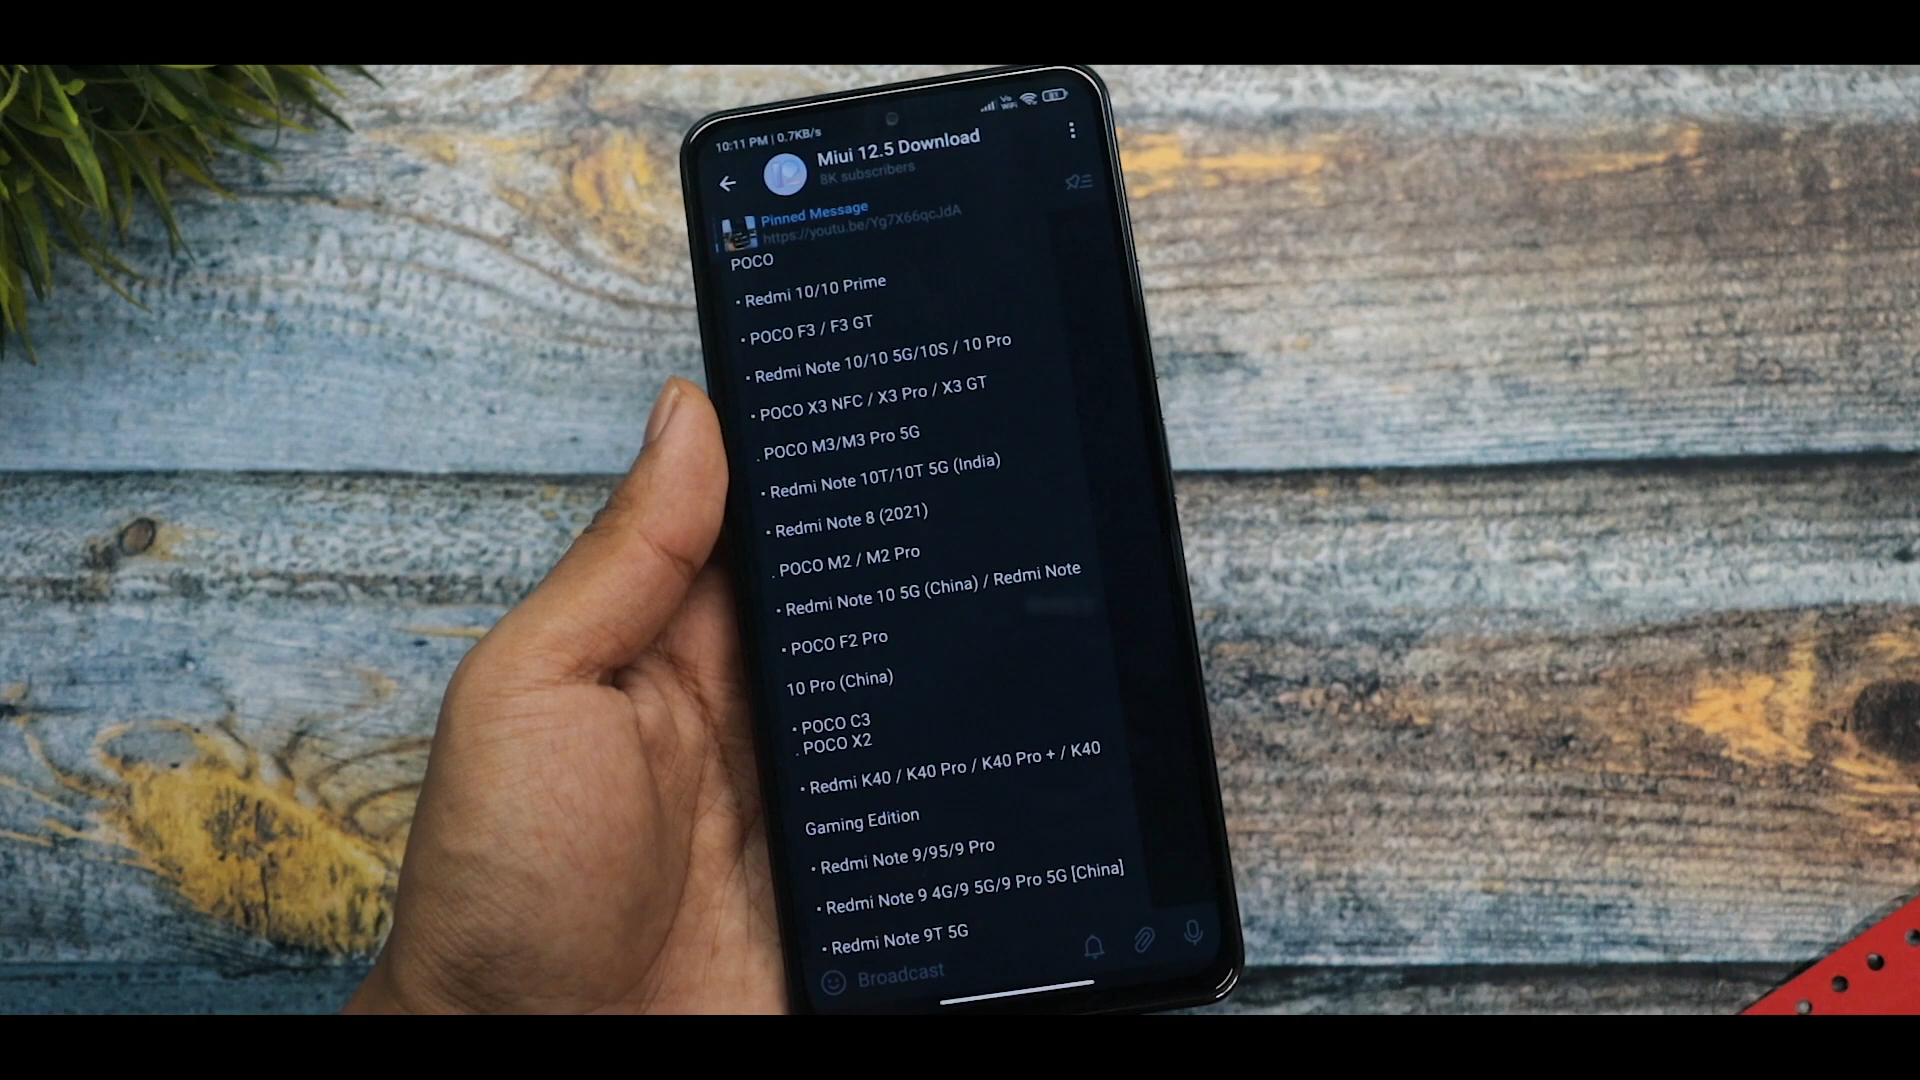 10:11 PM | 0.7KB/s
Vo
WiFi
81
Miui 12.5 Download
8K subscribers
Pinned Message
https://youtu.be/Yg7X66qcJdA
POCO
• Redmi 10/10 Prime
• POCO F3 / F3 GT
• Redmi Note 10/10 5G/10S / 10 Pro
• POCO X3 NFC / X3 Pro / X3 GT
. POCO M3/M3 Pro 5G
• Redmi Note 10T/10T 5G (India)
• Redmi Note 8 (2021)
. POCO M2 / M2 Pro
• Redmi Note 10 5G (China) / Redmi Note
• POCO F2 Pro
10 Pro (China)
• POCO C3
. POCO X2
• Redmi K40 / K40 Pro / K40 Pro + / K40
Gaming Edition
• Redmi Note 9/95/9 Pro
• Redmi Note 9 4G/9 5G/9 Pro 5G [China]
• Redmi Note 9T 5G
Broadcast